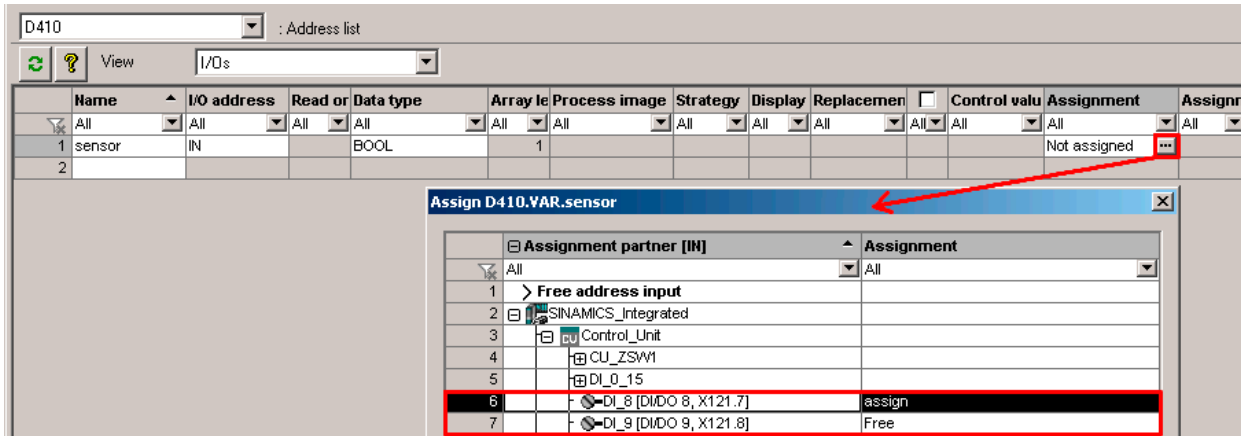 D410 : Address list
View I/Os
Name I/O address Read or Data type Array le Process image Strategy Display Replacemen Control valu Assignment Assignr
All All All All All All All All All All All All All
1 sensor IN BOOL 1 Not assigned ...
2
Assign D410.VAR.sensor
Assignment partner [IN] Assignment
All All
1 Free address input
2 SINAMICS_Integrated
3 CU Control_Unit
4 CU_ZSW1
5 DI_0_15
6 DI_8 [DI/DO 8, X121.7] assign
7 DI_9 [DI/DO 9, X121.8] Free